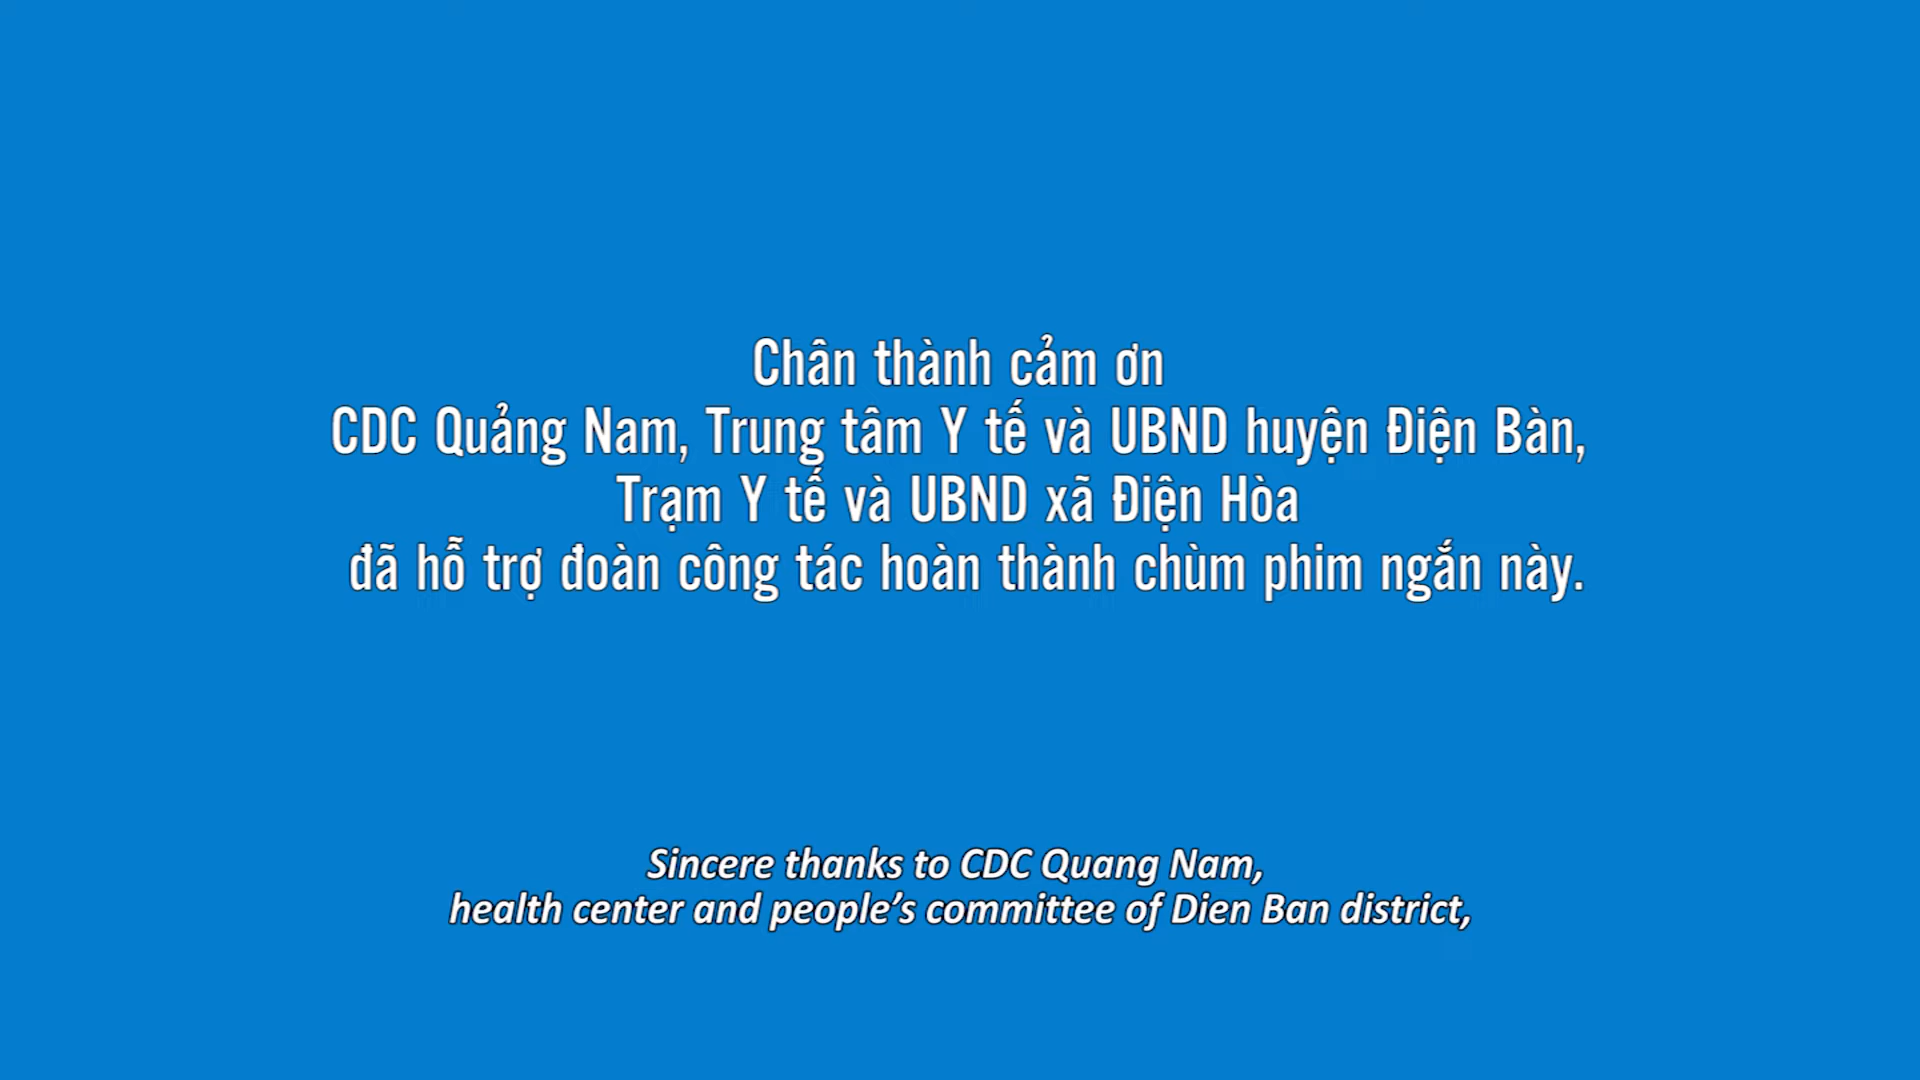 Chân thành cảm ơn
CDC Quảng Nam, Trung tâm Y tế và UBND huyện Điện Bàn,
Trạm Y tế và UBND xã Điện Hòa
đã hỗ trợ đoàn công tác hoàn thành chùm phim ngắn này.
Sincere thanks to CDC Quang Nam,
health center and people’s committee of Dien Ban district,